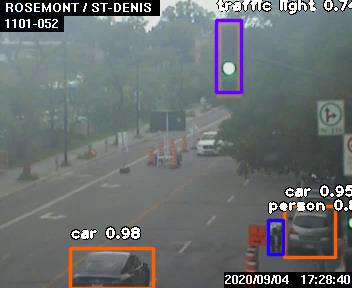 ROSEMONT / ST-DENIS
traffic light 0.74
1101-052
car 0.95
person 0.8
car 0.98
2020/09/04 17:28:40